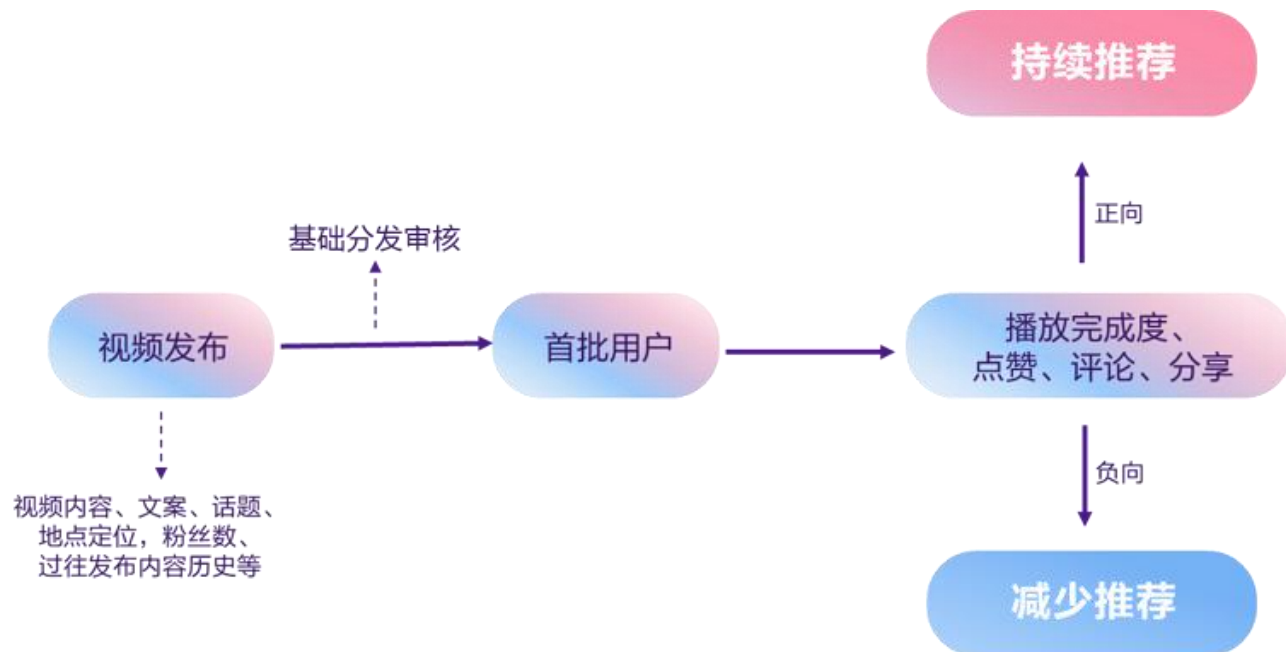 持续推荐
正向
基础分发审核
视频发布
首批用户
播放完成度、
点赞、评论、分享
负向
视频内容、文案、话题、
地点定位，粉丝数、
过往发布内容历史等
减少推荐